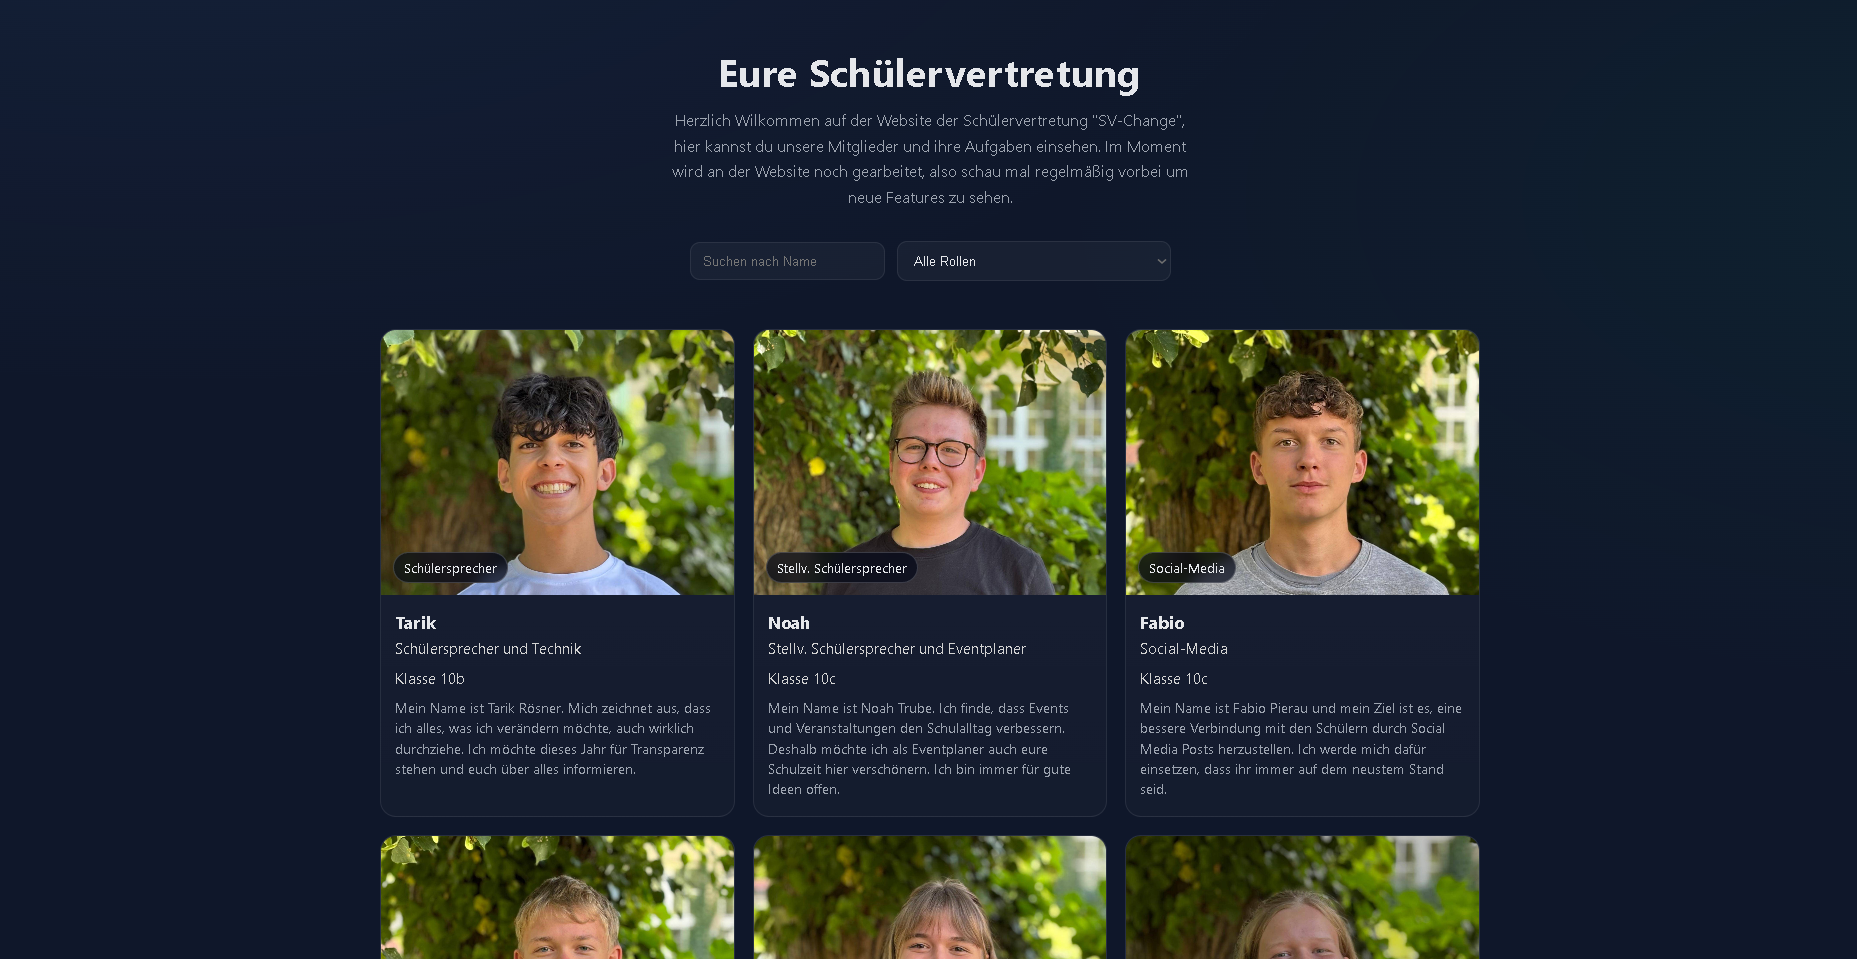 Eure Schülervertretung
Herzlich Wilkommen auf der Website der Schülervertretung "SV-Change",
hier kannst du unsere Mitglieder und ihre Aufgaben einsehen. Im Moment
wird an der Website noch gearbeitet, also schau mal regelmäßig vorbei um
neue Features zu sehen.
Suchen nach Name
Alle Rollen
Schülersprecher
Tarik
Schülersprecher und Technik
Klasse 10b
Mein Name ist Tarik Rösner. Mich zeichnet aus, dass
ich alles, was ich verändern möchte, auch wirklich
durchziehe. Ich möchte dieses Jahr für Transparenz
stehen und euch über alles informieren.
Stellv. Schülersprecher
Noah
Stellv. Schülersprecher und Eventplaner
Klasse 10c
Mein Name ist Noah Trube. Ich finde, dass Events
und Veranstaltungen den Schulalltag verbessern.
Deshalb möchte ich als Eventplaner auch eure
Schulzeit hier verschönern. Ich bin immer für gute
Ideen offen.
Social-Media
Fabio
Social-Media
Klasse 10c
Mein Name ist Fabio Pierau und mein Ziel ist es, eine
bessere Verbindung mit den Schülern durch Social
Media Posts herzustellen. Ich werde mich dafür
einsetzen, dass ihr immer auf dem neustem Stand
seid.